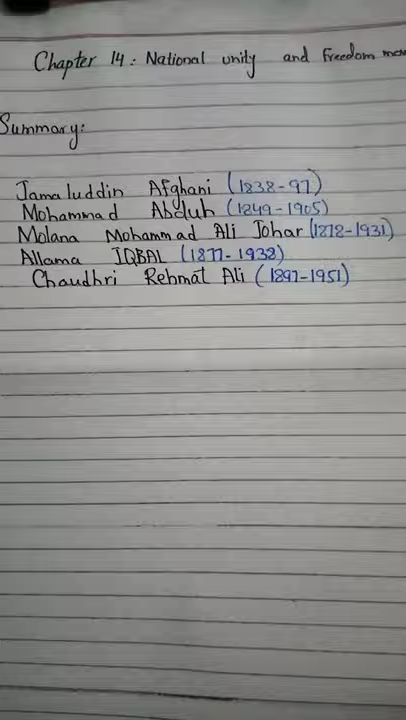 Chapter 14: National unity and freedom
Summary:
Jamaluddin Afghani (1838-97)
Mohammad Abduh (1849-1905)
Molana Mohammad Ali Johar (1878-1931)
Allama IQBAL (1877-1938)
Chaudhri Rehmat Ali (1897-1951)